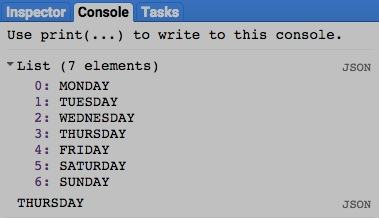 Inspector Console Tasks
Use print(...) to write to this console.
List (7 elements) JSON
0: MONDAY
1: TUESDAY
2: WEDNESDAY
3: THURSDAY
4: FRIDAY
5: SATURDAY
6: SUNDAY
THURSDAY JSON